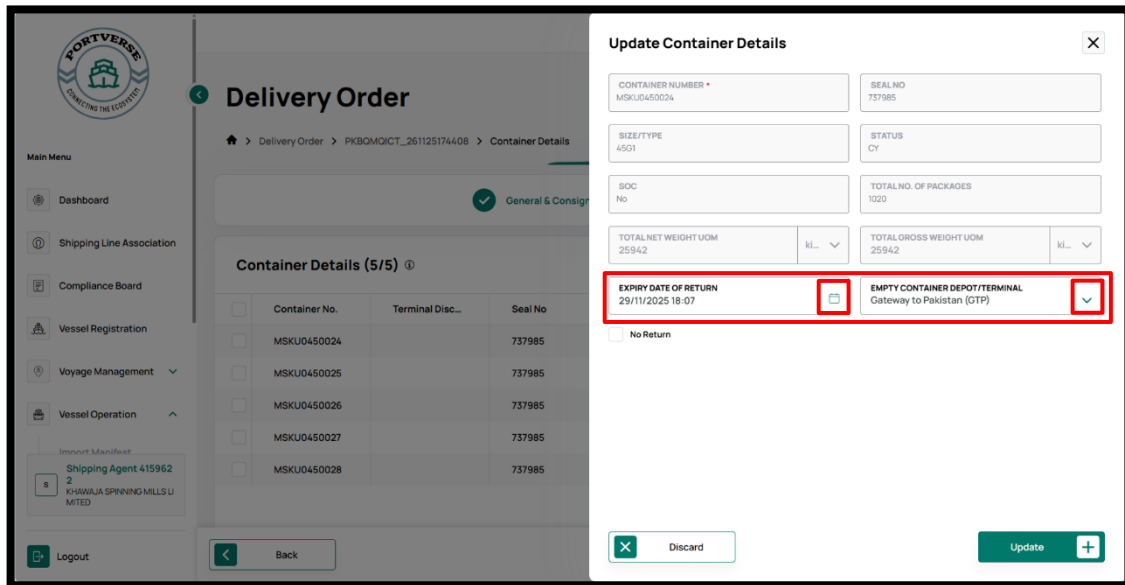 PORTVERSE
CONNECTING THE ECOSYSTEM
Main Menu
Dashboard
Shipping Line Association
Compliance Board
Vessel Registration
Voyage Management
Vessel Operation
Import Manifest
S
Shipping Agent 415962
2
KHAWAJA SPINNING MILLS LI
MITED
Logout
Delivery Order
> Delivery Order > PKBQMQICT_261125174408 > Container Details
General & Consign
Container Details (5/5)
Container No. Terminal Disc... Seal No
MSKU0450024 737985
MSKU0450025 737985
MSKU0450026 737985
MSKU0450027 737985
MSKU0450028 737985
Back
Update Container Details
CONTAINER NUMBER *
MSKU0450024
SEAL NO
737985
SIZE/TYPE
45G1
STATUS
CY
SOC
No
TOTAL NO. OF PACKAGES
1020
TOTAL NET WEIGHT UOM
25942 ki...
TOTAL GROSS WEIGHT UOM
25942 ki...
EXPIRY DATE OF RETURN
29/11/2025 18:07
EMPTY CONTAINER DEPOT/TERMINAL
Gateway to Pakistan (GTP)
No Return
Discard
Update